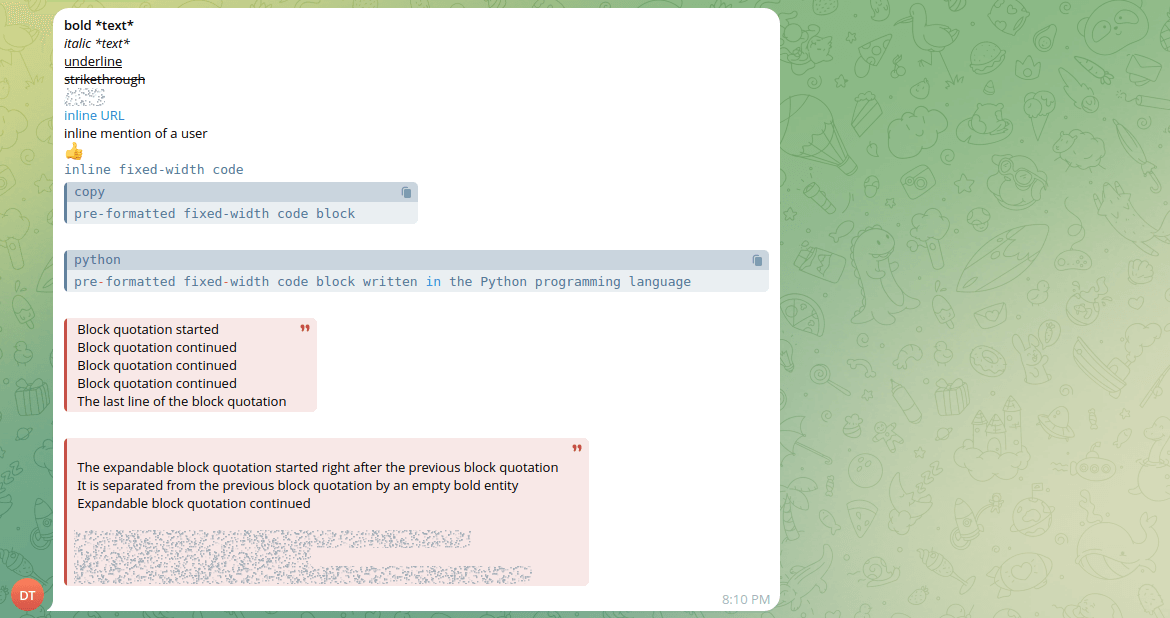 bold *text*
italic *text*
underline
strikethrough
inline URL
inline mention of a user
👍
inline fixed-width code
copy
pre-formatted fixed-width code block
python
pre-formatted fixed-width code block written in the Python programming language
Block quotation started
Block quotation continued
Block quotation continued
Block quotation continued
The last line of the block quotation
The expandable block quotation started right after the previous block quotation
It is separated from the previous block quotation by an empty bold entity
Expandable block quotation continued
DT
8:10 PM